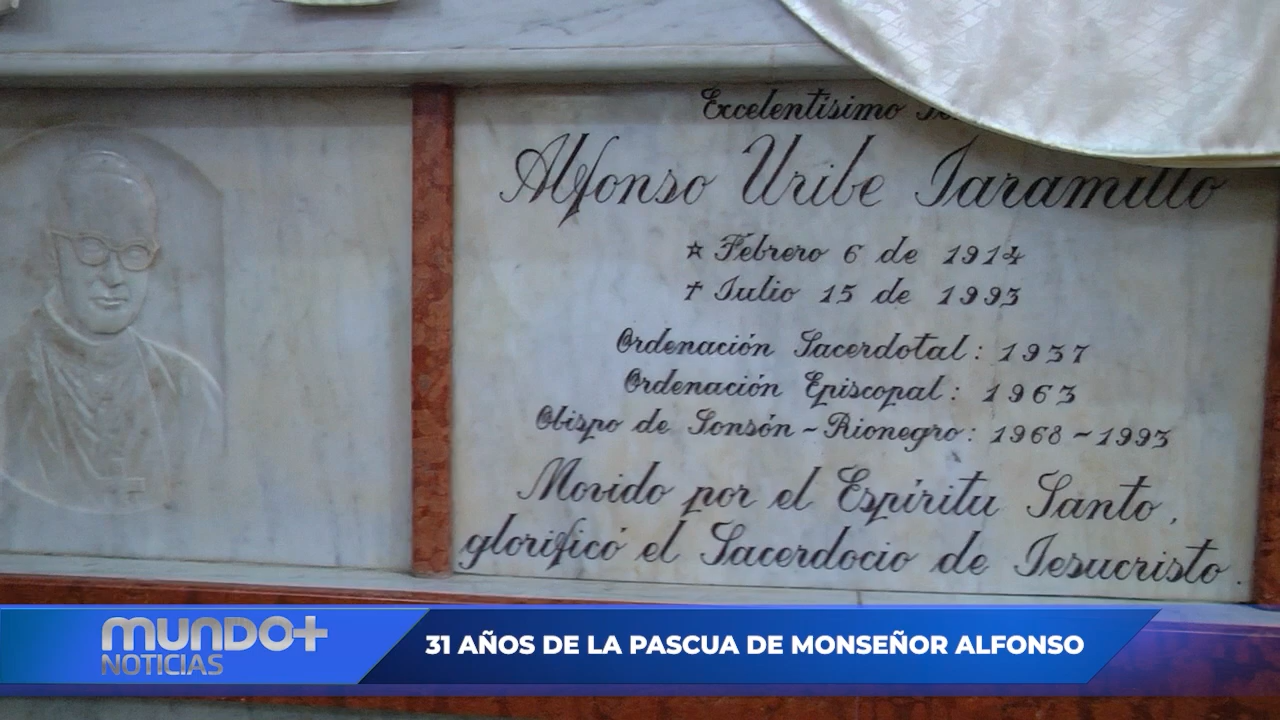 Excelentísimo
Alfonso Uribe Jaramillo
☆ Febrero 6 de 1914
† Julio 15 de 1993
Ordenación Sacerdotal: 1937
Ordenación Episcopal: 1963
Obispo de Sonsón ~ Rionegro: 1968 ~ 1993
Movido por el Espíritu Santo,
glorificó el Sacerdocio de Jesucristo.
MUNDO+
NOTICIAS
31 AÑOS DE LA PASCUA DE MONSEÑOR ALFONSO